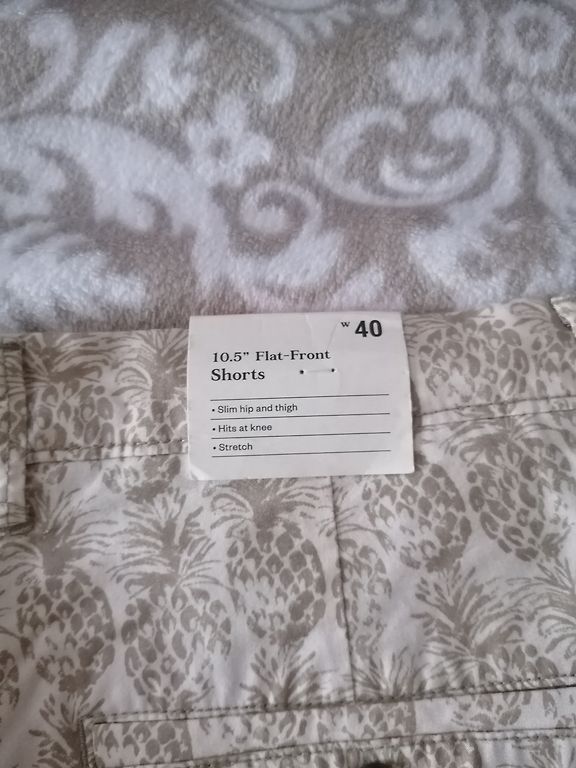 W 40
10.5" Flat-Front
Shorts
• Slim hip and thigh
• Hits at knee
• Stretch